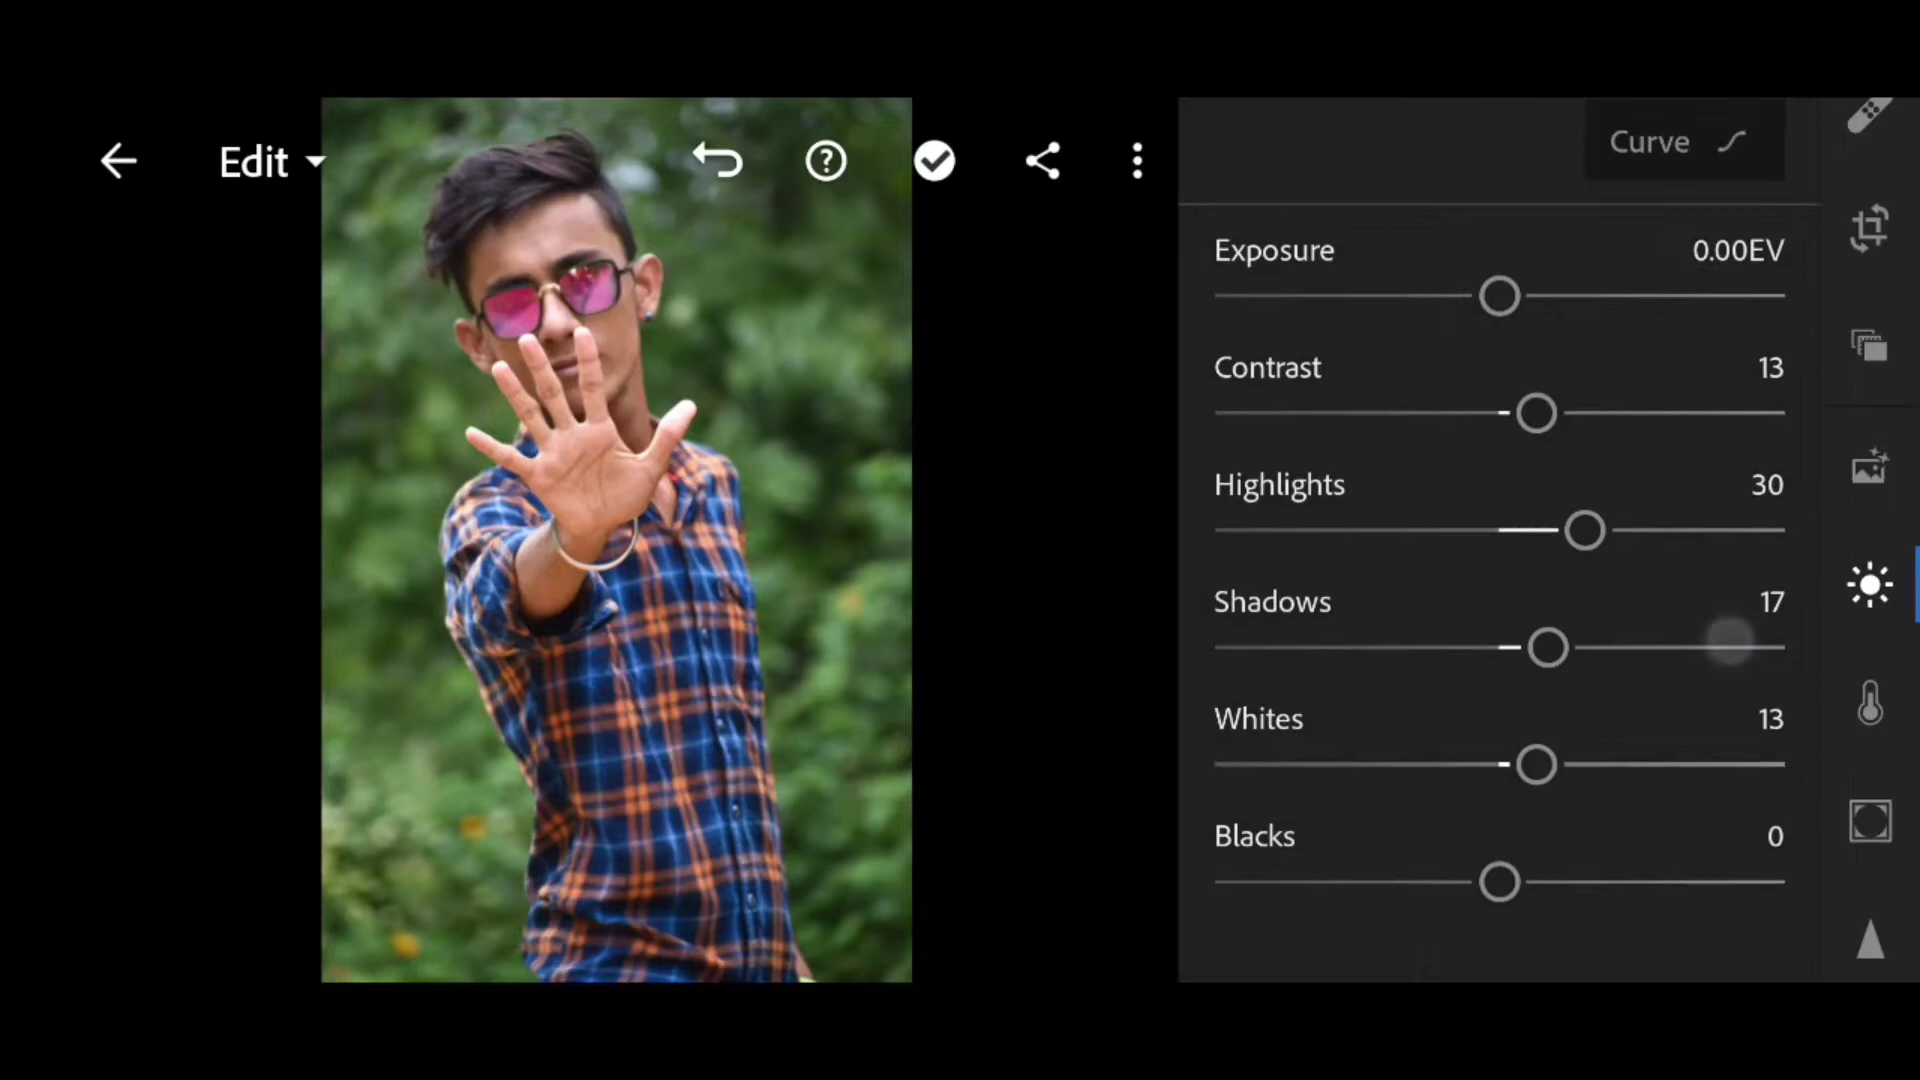 Edit
Curve
Exposure 0.00EV
Contrast 13
Highlights 30
Shadows 17
Whites 13
Blacks 0